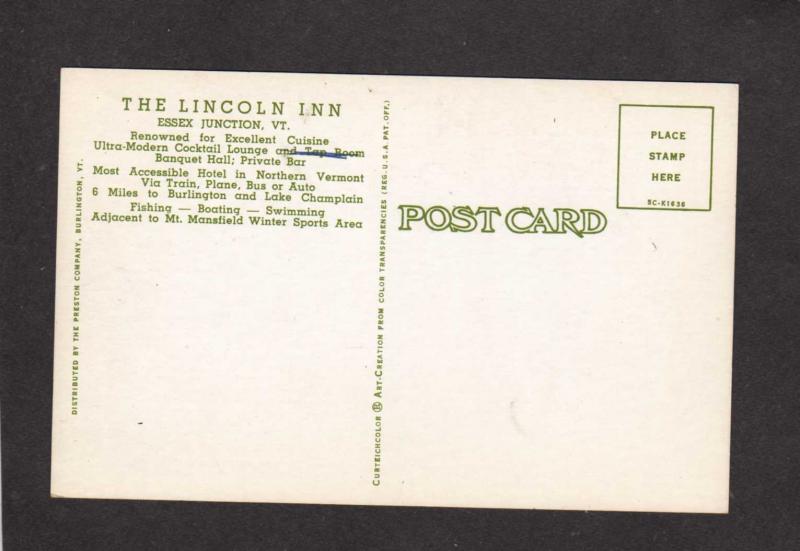 THE LINCOLN INN
ESSEX JUNCTION, VT.
Renowned for Excellent Cuisine
Ultra-Modern Cocktail Lounge and Tap Room
Banquet Hall; Private Bar
Most Accessible Hotel in Northern Vermont
Via Train, Plane, Bus or Auto
6 Miles to Burlington and Lake Champlain
Fishing — Boating — Swimming
Adjacent to Mt. Mansfield Winter Sports Area
DISTRIBUTED BY THE PRESTON COMPANY, BURLINGTON, VT.
CURTEICHCOLOR ART-CREATION FROM COLOR TRANSPARENCIES (REG. U.S.A. PAT. OFF.)
POST CARD
PLACE
STAMP
HERE
5C-K1636